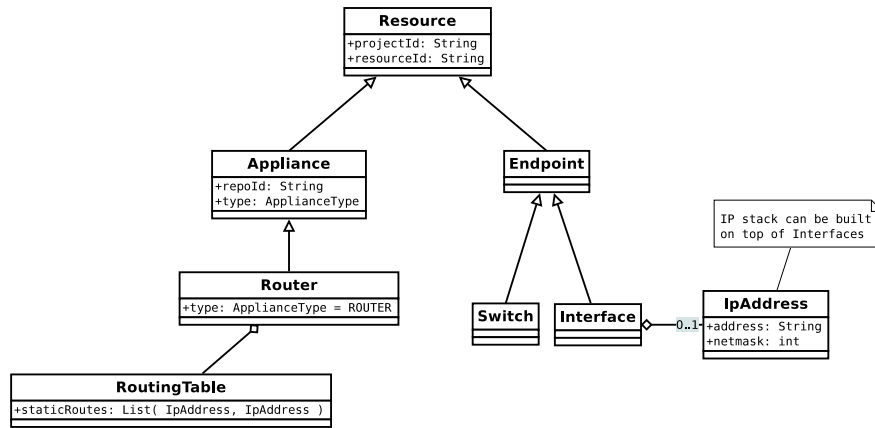 Resource
+projectId: String
+resourceId: String
Appliance
+repoId: String
+type: ApplianceType
Endpoint
IP stack can be built
on top of Interfaces
Router
+type: ApplianceType = ROUTER
Switch
Interface
0..1
IpAddress
+address: String
+netmask: int
RoutingTable
+staticRoutes: List( IpAddress, IpAddress )